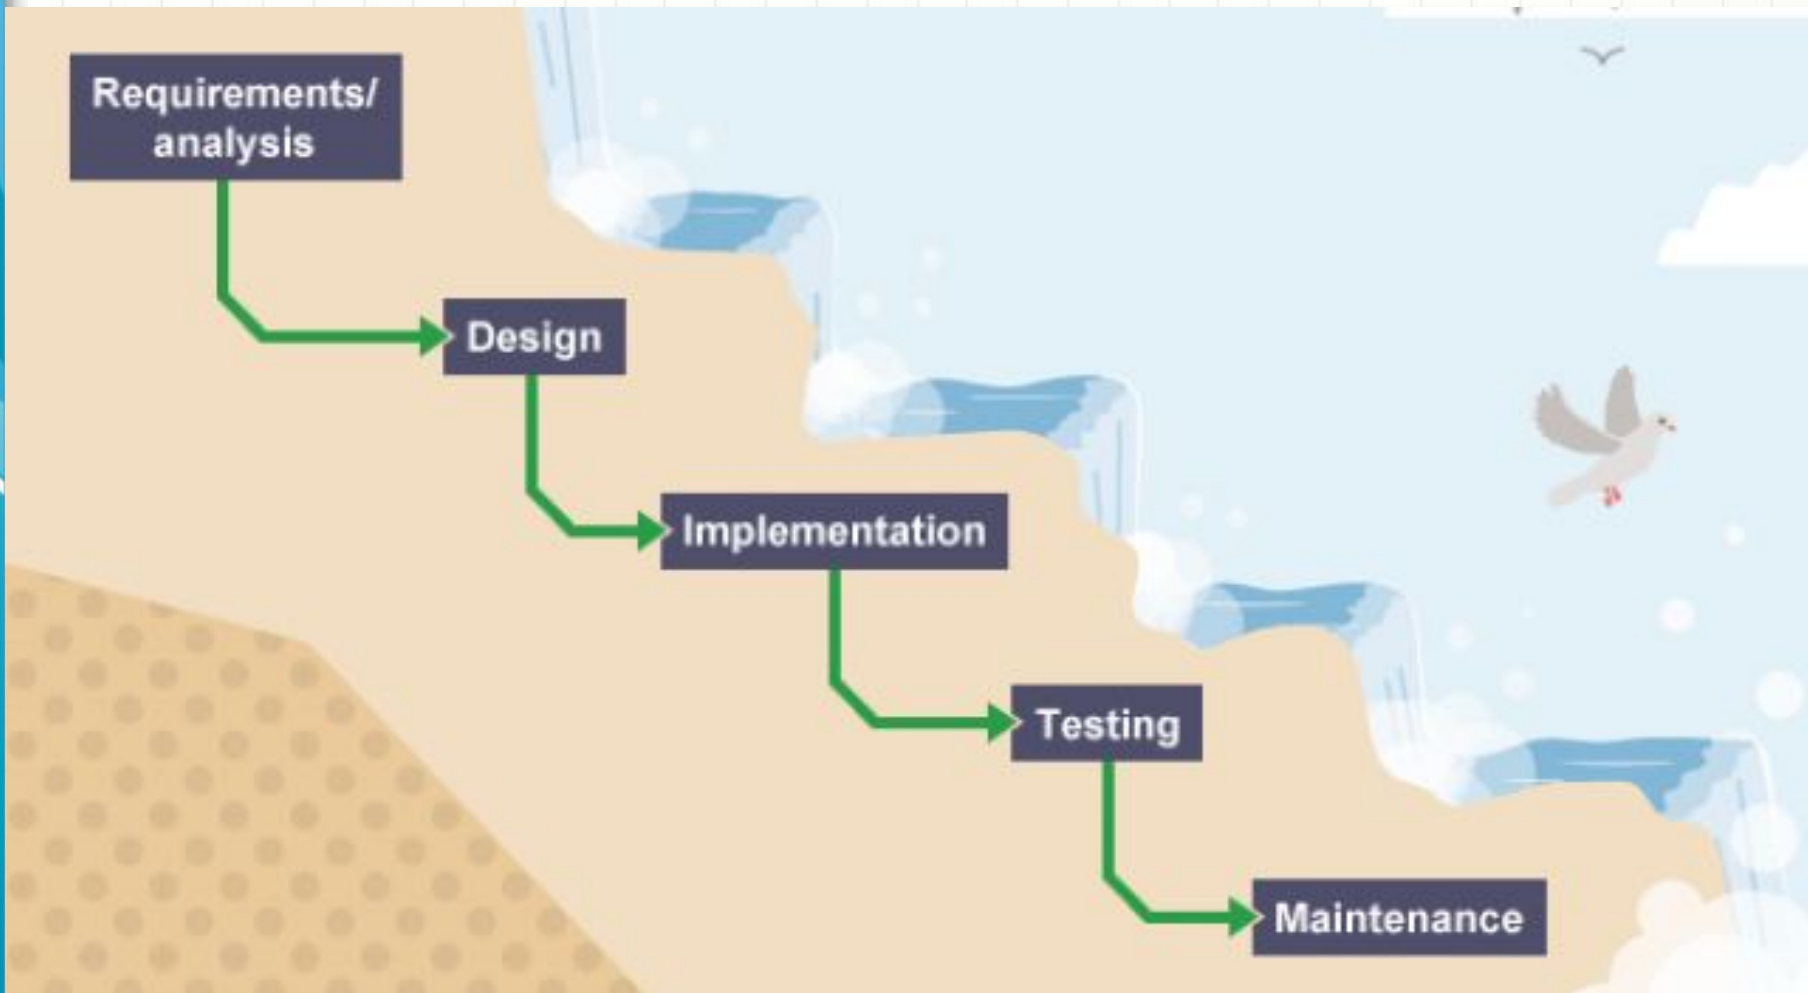 Requirements/
analysis
Design
Implementation
Testing
Maintenance